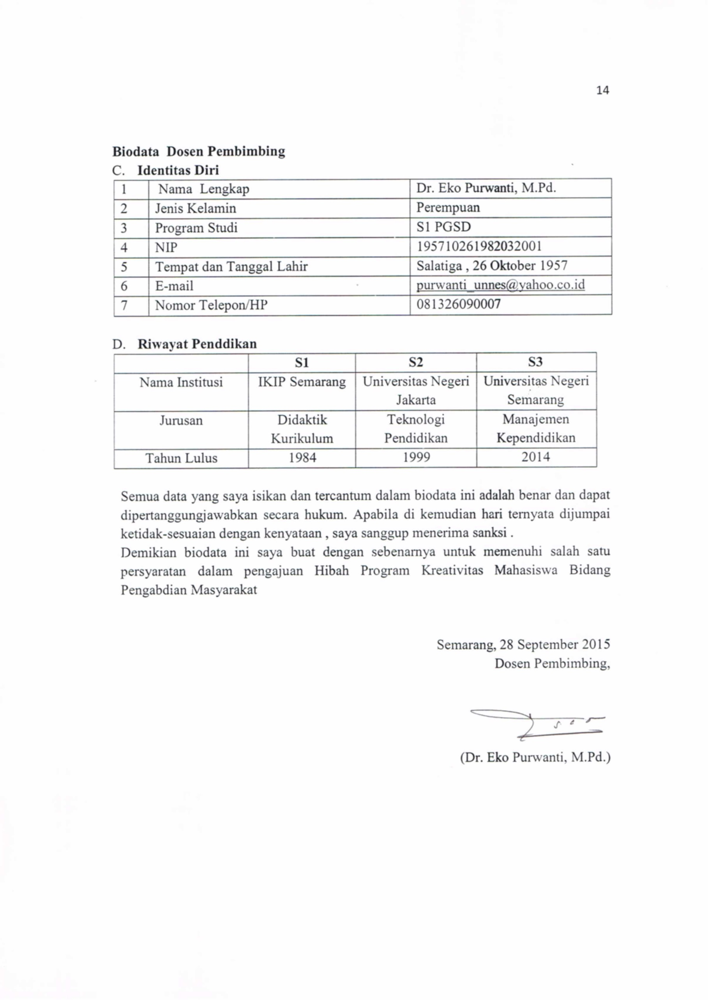 14
Biodata Dosen Pembimbing
C. Identitas Diri
1 Nama Lengkap Dr. Eko Purwanti, M.Pd.
2 Jenis Kelamin Perempuan
3 Program Studi S1 PGSD
4 NIP 195710261982032001
5 Tempat dan Tanggal Lahir Salatiga , 26 Oktober 1957
6 E-mail purwanti_unnes@yahoo.co.id
7 Nomor Telepon/HP 081326090007
D. Riwayat Penddikan
S1 S2 S3
Nama Institusi IKIP Semarang Universitas Negeri Universitas Negeri
Jakarta Semarang
Jurusan Didaktik Teknologi Manajemen
Kurikulum Pendidikan Kependidikan
Tahun Lulus 1984 1999 2014
Semua data yang saya isikan dan tercantum dalam biodata ini adalah benar dan dapat
dipertanggungjawabkan secara hukum. Apabila di kemudian hari ternyata dijumpai
ketidak-sesuaian dengan kenyataan , saya sanggup menerima sanksi .
Demikian biodata ini saya buat dengan sebenarnya untuk memenuhi salah satu
persyaratan dalam pengajuan Hibah Program Kreativitas Mahasiswa Bidang
Pengabdian Masyarakat
Semarang, 28 September 2015
Dosen Pembimbing,
(Dr. Eko Purwanti, M.Pd.)